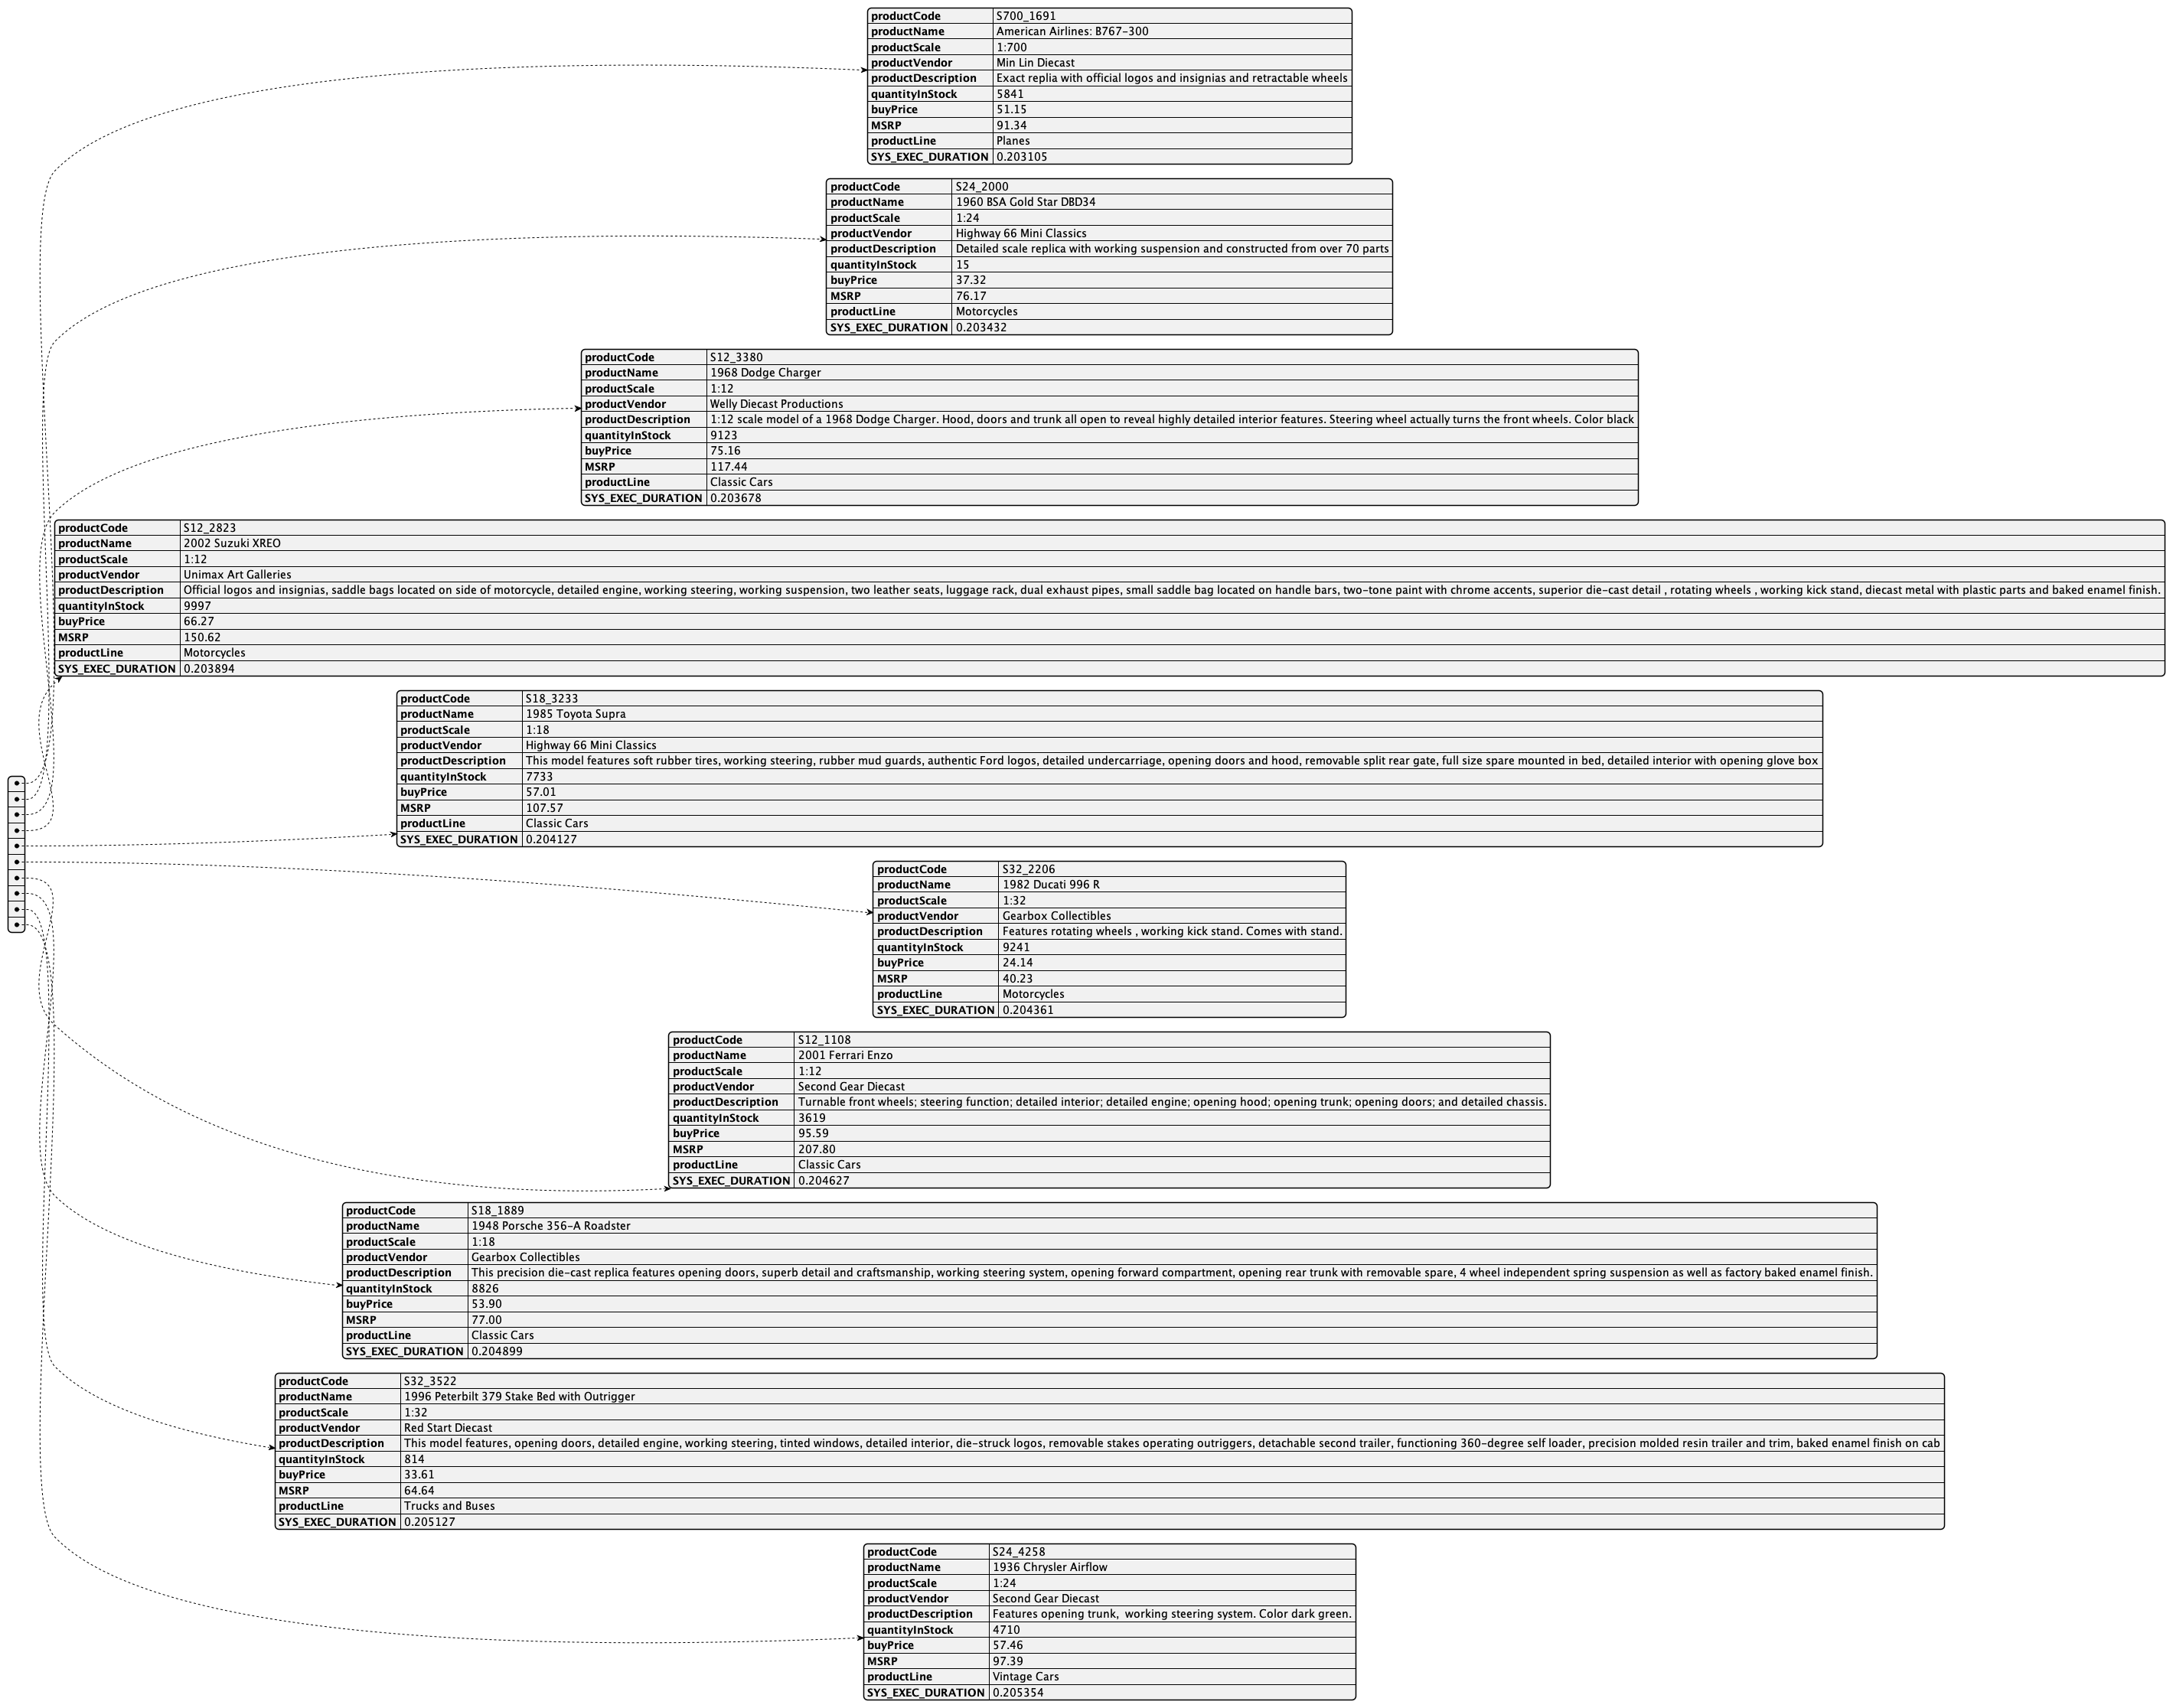 productCode S700_1691
productName American Airlines: B767-300
productScale 1:700
productVendor Min Lin Diecast
productDescription Exact replia with official logos and insignias and retractable wheels
quantityInStock 5841
buyPrice 51.15
MSRP 91.34
productLine Planes
SYS_EXEC_DURATION 0.203105
productCode S24_2000
productName 1960 BSA Gold Star DBD34
productScale 1:24
productVendor Highway 66 Mini Classics
productDescription Detailed scale replica with working suspension and constructed from over 70 parts
quantityInStock 15
buyPrice 37.32
MSRP 76.17
productLine Motorcycles
SYS_EXEC_DURATION 0.203432
productCode S12_3380
productName 1968 Dodge Charger
productScale 1:12
productVendor Welly Diecast Productions
productDescription 1:12 scale model of a 1968 Dodge Charger. Hood, doors and trunk all open to reveal highly detailed interior features. Steering wheel actually turns the front wheels. Color black
quantityInStock 9123
buyPrice 75.16
MSRP 117.44
productLine Classic Cars
SYS_EXEC_DURATION 0.203678
productCode S12_2823
productName 2002 Suzuki XREO
productScale 1:12
productVendor Unimax Art Galleries
productDescription Official logos and insignias, saddle bags located on side of motorcycle, detailed engine, working steering, working suspension, two leather seats, luggage rack, dual exhaust pipes, small saddle bag located on handle bars, two-tone paint with chrome accents, superior die-cast detail , rotating wheels , working kick stand, diecast metal with plastic parts and baked enamel finish.
quantityInStock 9997
buyPrice 66.27
MSRP 150.62
productLine Motorcycles
SYS_EXEC_DURATION 0.203894
productCode S18_3233
productName 1985 Toyota Supra
productScale 1:18
productVendor Highway 66 Mini Classics
productDescription This model features soft rubber tires, working steering, rubber mud guards, authentic Ford logos, detailed undercarriage, opening doors and hood, removable split rear gate, full size spare mounted in bed, detailed interior with opening glove box
quantityInStock 7733
buyPrice 57.01
MSRP 107.57
productLine Classic Cars
SYS_EXEC_DURATION 0.204127
productCode S32_2206
productName 1982 Ducati 996 R
productScale 1:32
productVendor Gearbox Collectibles
productDescription Features rotating wheels , working kick stand. Comes with stand.
quantityInStock 9241
buyPrice 24.14
MSRP 40.23
productLine Motorcycles
SYS_EXEC_DURATION 0.204361
productCode S12_1108
productName 2001 Ferrari Enzo
productScale 1:12
productVendor Second Gear Diecast
productDescription Turnable front wheels; steering function; detailed interior; detailed engine; opening hood; opening trunk; opening doors; and detailed chassis.
quantityInStock 3619
buyPrice 95.59
MSRP 207.80
productLine Classic Cars
SYS_EXEC_DURATION 0.204627
productCode S18_1889
productName 1948 Porsche 356-A Roadster
productScale 1:18
productVendor Gearbox Collectibles
productDescription This precision die-cast replica features opening doors, superb detail and craftsmanship, working steering system, opening forward compartment, opening rear trunk with removable spare, 4 wheel independent spring suspension as well as factory baked enamel finish.
quantityInStock 8826
buyPrice 53.90
MSRP 77.00
productLine Classic Cars
SYS_EXEC_DURATION 0.204899
productCode S32_3522
productName 1996 Peterbilt 379 Stake Bed with Outrigger
productScale 1:32
productVendor Red Start Diecast
productDescription This model features, opening doors, detailed engine, working steering, tinted windows, detailed interior, die-struck logos, removable stakes operating outriggers, detachable second trailer, functioning 360-degree self loader, precision molded resin trailer and trim, baked enamel finish on cab
quantityInStock 814
buyPrice 33.61
MSRP 64.64
productLine Trucks and Buses
SYS_EXEC_DURATION 0.205127
productCode S24_4258
productName 1936 Chrysler Airflow
productScale 1:24
productVendor Second Gear Diecast
productDescription Features opening trunk,  working steering system. Color dark green.
quantityInStock 4710
buyPrice 57.46
MSRP 97.39
productLine Vintage Cars
SYS_EXEC_DURATION 0.205354